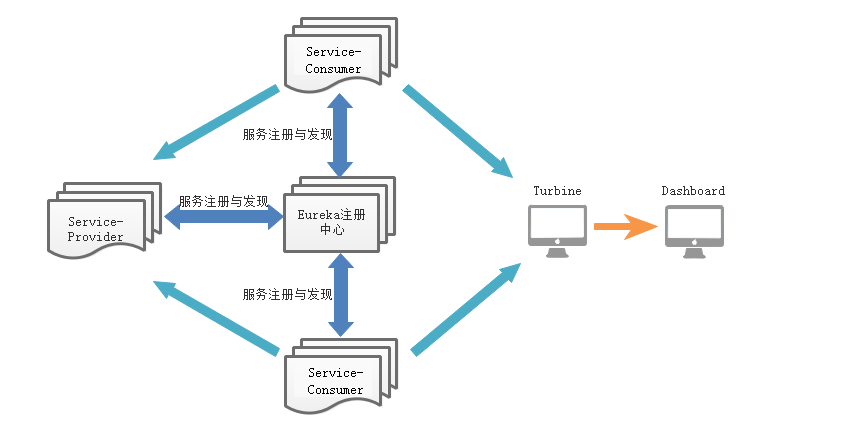 Service-
Consumer
服务注册与发现
服务注册与发现
Service-
Provider
Eureka注册
中心
Turbine
Dashboard
服务注册与发现
Service-
Consumer